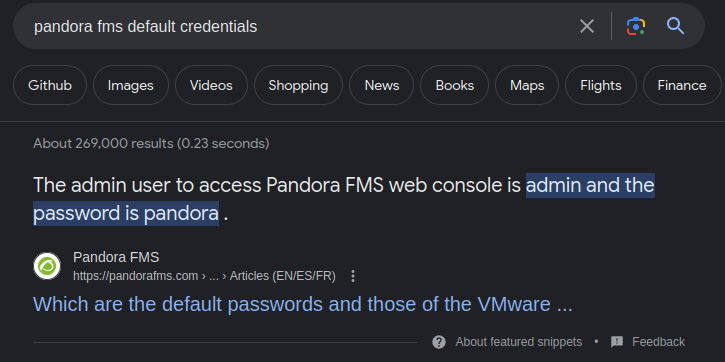 pandora fms default credentials
Github Images Videos Shopping News Books Maps Flights Finance
About 269,000 results (0.23 seconds)
The admin user to access Pandora FMS web console is admin and the
password is pandora .
Pandora FMS
https://pandorafms.com › ... › Articles (EN/ES/FR)
Which are the default passwords and those of the VMware ...
About featured snippets • Feedback